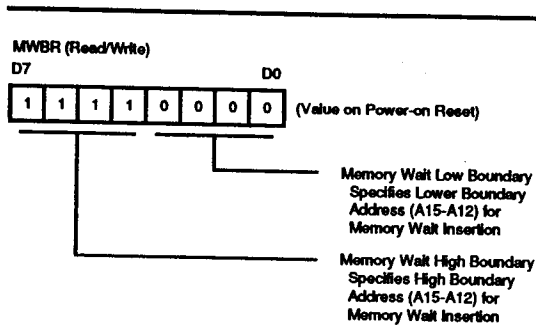 MWBR (Read/Write)
D7 D0
1 1 1 1 0 0 0 0 (Value on Power-on Reset)
Memory Wait Low Boundary
Specifies Lower Boundary
Address (A15-A12) for
Memory Wait Insertion
Memory Wait High Boundary
Specifies High Boundary
Address (A15-A12) for
Memory Wait Insertion